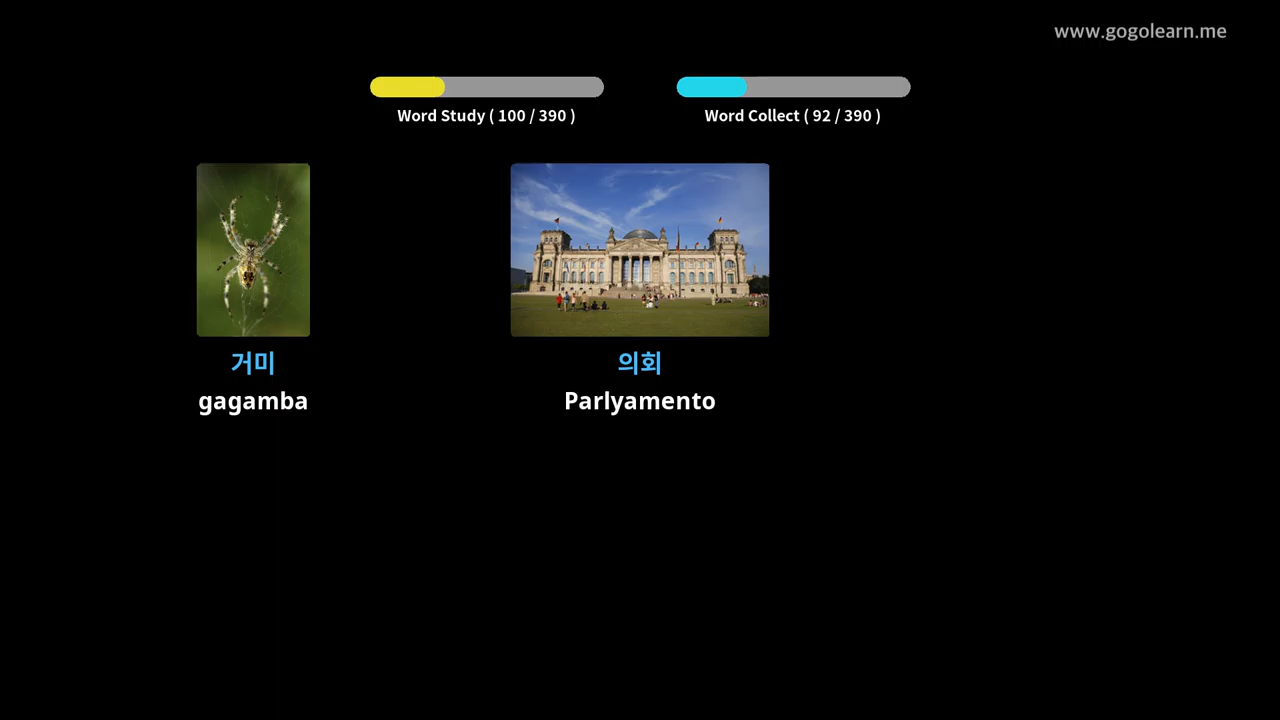 www.gogolearn.me
Word Study ( 100 / 390 )
Word Collect ( 92 / 390 )
거미
gagamba
의회
Parlyamento